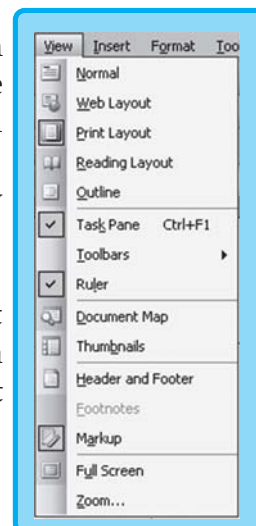 View Insert Format Too
Normal
Web Layout
Print Layout
Reading Layout
Outline
Task Pane Ctrl+F1
Toolbars
Ruler
Document Map
Thumbnails
Header and Footer
Footnotes
Markup
Full Screen
Zoom...